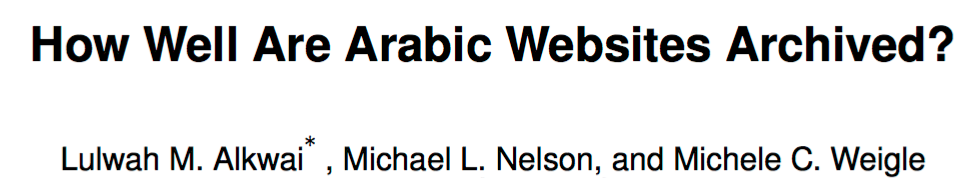 How Well Are Arabic Websites Archived?
Lulwah M. Alkwai* , Michael L. Nelson, and Michele C. Weigle